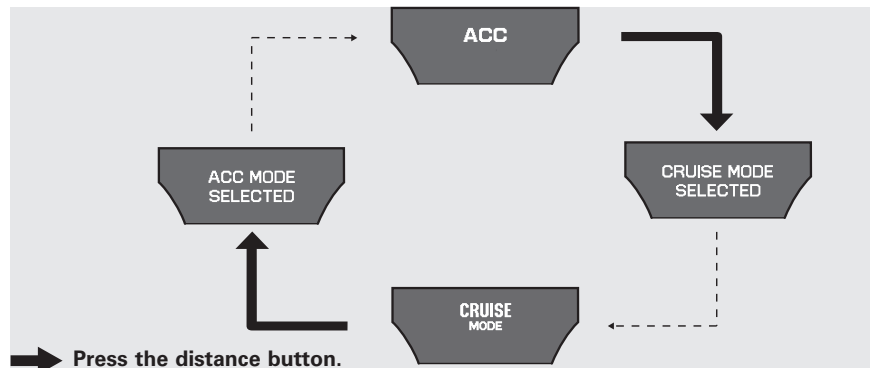 ACC
ACC MODE
SELECTED
CRUISE MODE
SELECTED
CRUISE
MODE
Press the distance button.